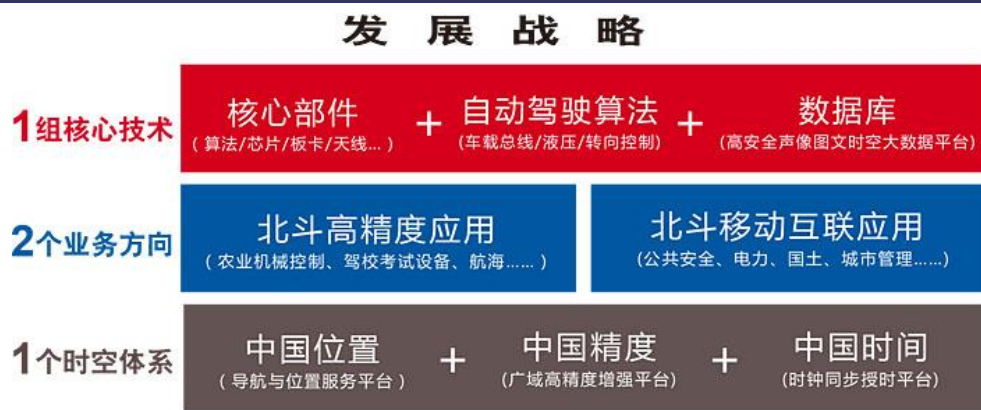 发展战略
1组核心技术
核心部件 + 自动驾驶算法 + 数据库
(算法/芯片/板卡/天线...) (车载总线/液压/转向控制) (高安全声像图文时空大数据平台)
2个业务方向
北斗高精度应用 北斗移动互联应用
(农业机械控制、驾校考试设备、航海......) (公共安全、电力、国土、城市管理......)
1个时空体系
中国位置 + 中国精度 + 中国时间
(导航与位置服务平台) (广域高精度增强平台) (时钟同步授时平台)